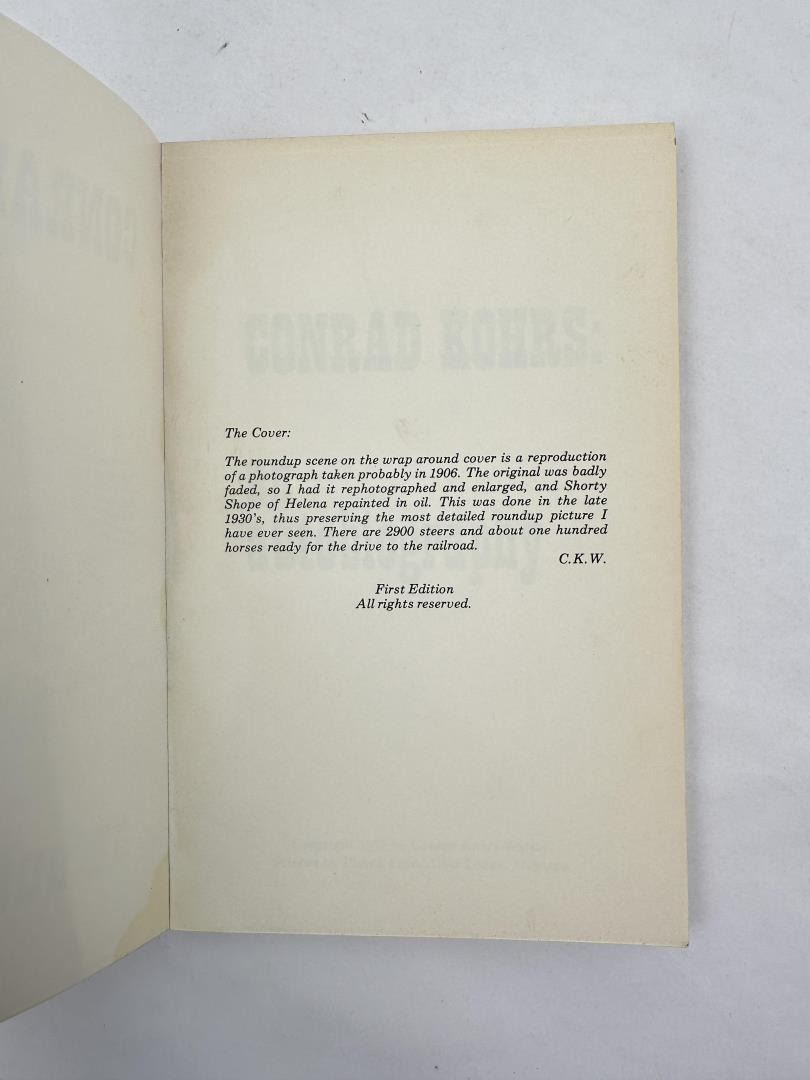 CONRAD KOHRS:
The Cover:
The roundup scene on the wrap around cover is a reproduction
of a photograph taken probably in 1906. The original was badly
faded, so I had it rephotographed and enlarged, and Shorty
Shope of Helena repainted in oil. This was done in the late
1930's, thus preserving the most detailed roundup picture I
have ever seen. There are 2900 steers and about one hundred
horses ready for the drive to the railroad.
C.K.W.
First Edition
All rights reserved.